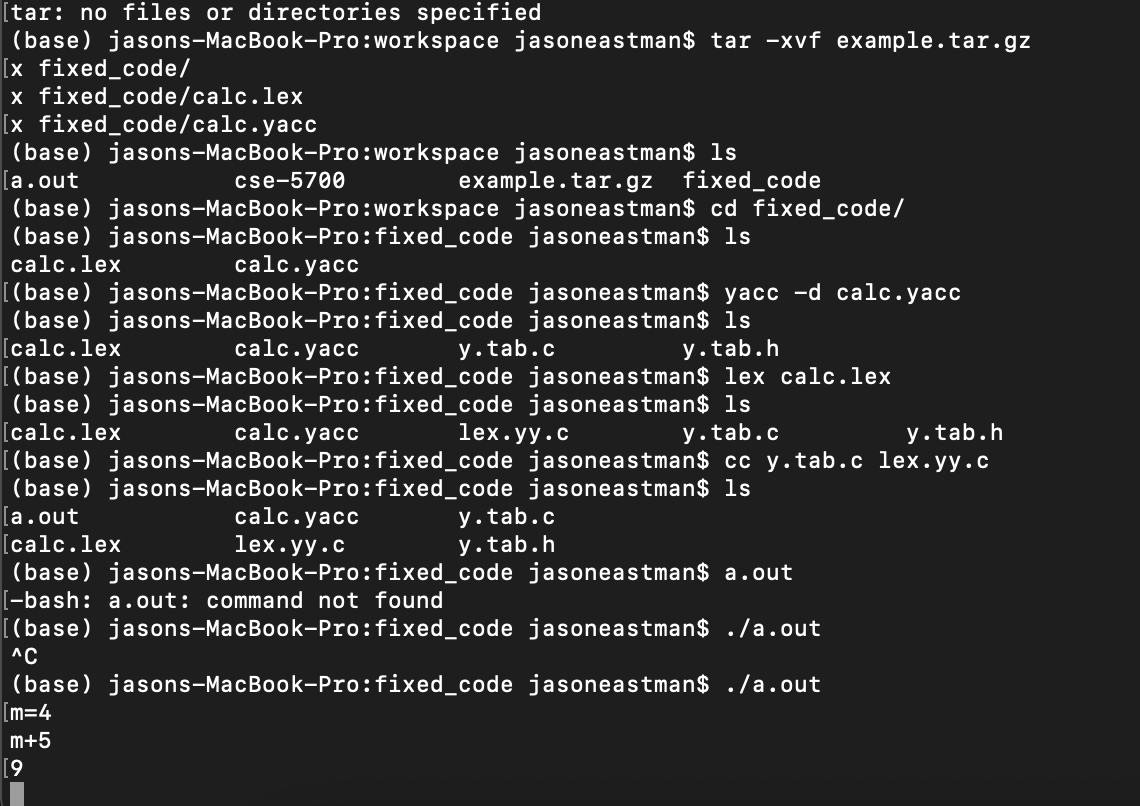 [tar: no files or directories specified
(base) jasons-MacBook-Pro:workspace jasoneastman$ tar -xvf example.tar.gz
[x fixed_code/
x fixed_code/calc.lex
[x fixed_code/calc.yacc
(base) jasons-MacBook-Pro:workspace jasoneastman$ ls
[a.out           cse-5700        example.tar.gz  fixed_code
(base) jasons-MacBook-Pro:workspace jasoneastman$ cd fixed_code/
(base) jasons-MacBook-Pro:fixed_code jasoneastman$ ls
calc.lex        calc.yacc
[(base) jasons-MacBook-Pro:fixed_code jasoneastman$ yacc -d calc.yacc
(base) jasons-MacBook-Pro:fixed_code jasoneastman$ ls
[calc.lex        calc.yacc       y.tab.c         y.tab.h
[(base) jasons-MacBook-Pro:fixed_code jasoneastman$ lex calc.lex
(base) jasons-MacBook-Pro:fixed_code jasoneastman$ ls
[calc.lex        calc.yacc       lex.yy.c        y.tab.c         y.tab.h
[(base) jasons-MacBook-Pro:fixed_code jasoneastman$ cc y.tab.c lex.yy.c
(base) jasons-MacBook-Pro:fixed_code jasoneastman$ ls
[a.out           calc.yacc       y.tab.c
[calc.lex        lex.yy.c        y.tab.h
(base) jasons-MacBook-Pro:fixed_code jasoneastman$ a.out
[-bash: a.out: command not found
[(base) jasons-MacBook-Pro:fixed_code jasoneastman$ ./a.out
^C
(base) jasons-MacBook-Pro:fixed_code jasoneastman$ ./a.out
[m=4
m+5
[9